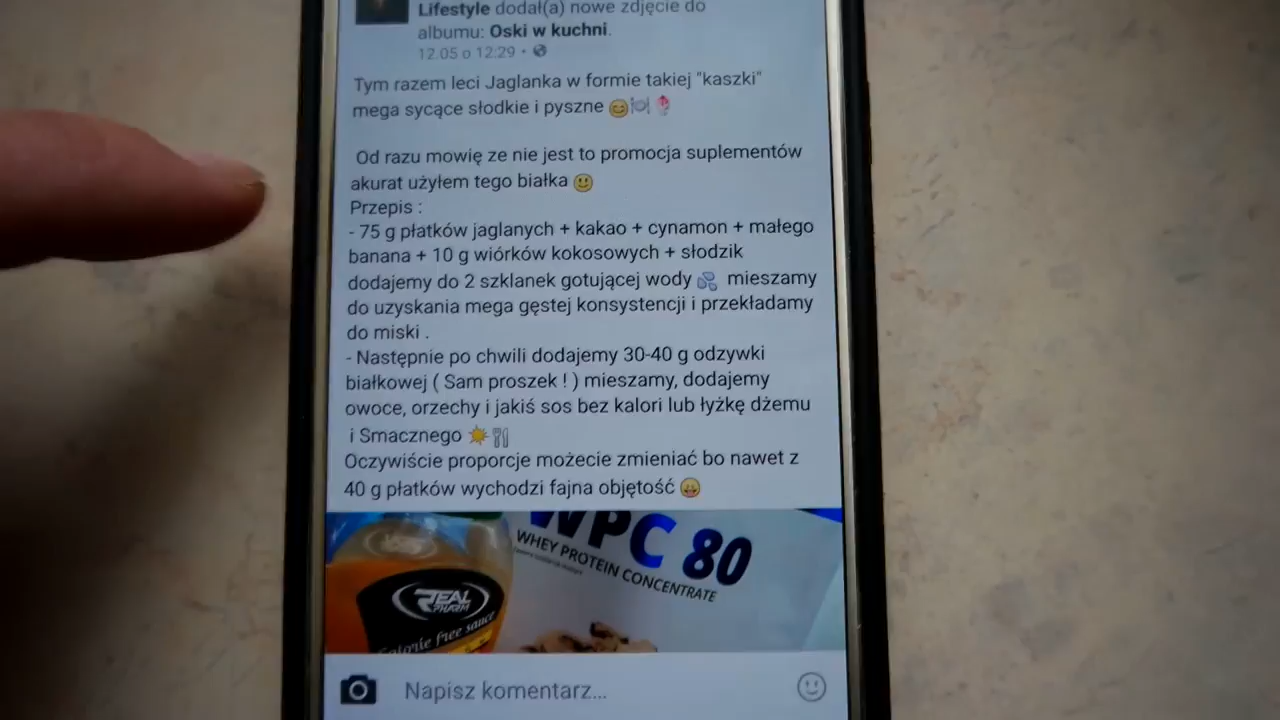 Lifestyle dodał(a) nowe zdjęcie do
albumu: Oski w kuchni.
12.05 o 12:29 •
Tym razem leci Jaglanka w formie takiej "kaszki"
mega sycące słodkie i pyszne 😊🍽🍧
Od razu mowię ze nie jest to promocja suplementów
akurat użyłem tego białka 🙂
Przepis :
- 75 g płatków jaglanych + kakao + cynamon + małego
banana + 10 g wiórków kokosowych + słodzik
dodajemy do 2 szklanek gotującej wody 💦 mieszamy
do uzyskania mega gęstej konsystencji i przekładamy
do miski .
- Następnie po chwili dodajemy 30-40 g odzywki
białkowej ( Sam proszek ! ) mieszamy, dodajemy
owoce, orzechy i jakiś sos bez kalori lub łyżkę dżemu
i Smacznego ☀🍴
Oczywiście proporcje możecie zmieniać bo nawet z
40 g płatków wychodzi fajna objętość 😛
WPC 80
WHEY PROTEIN CONCENTRATE
REAL
PHARM
Calorie free sauce
Napisz komentarz...